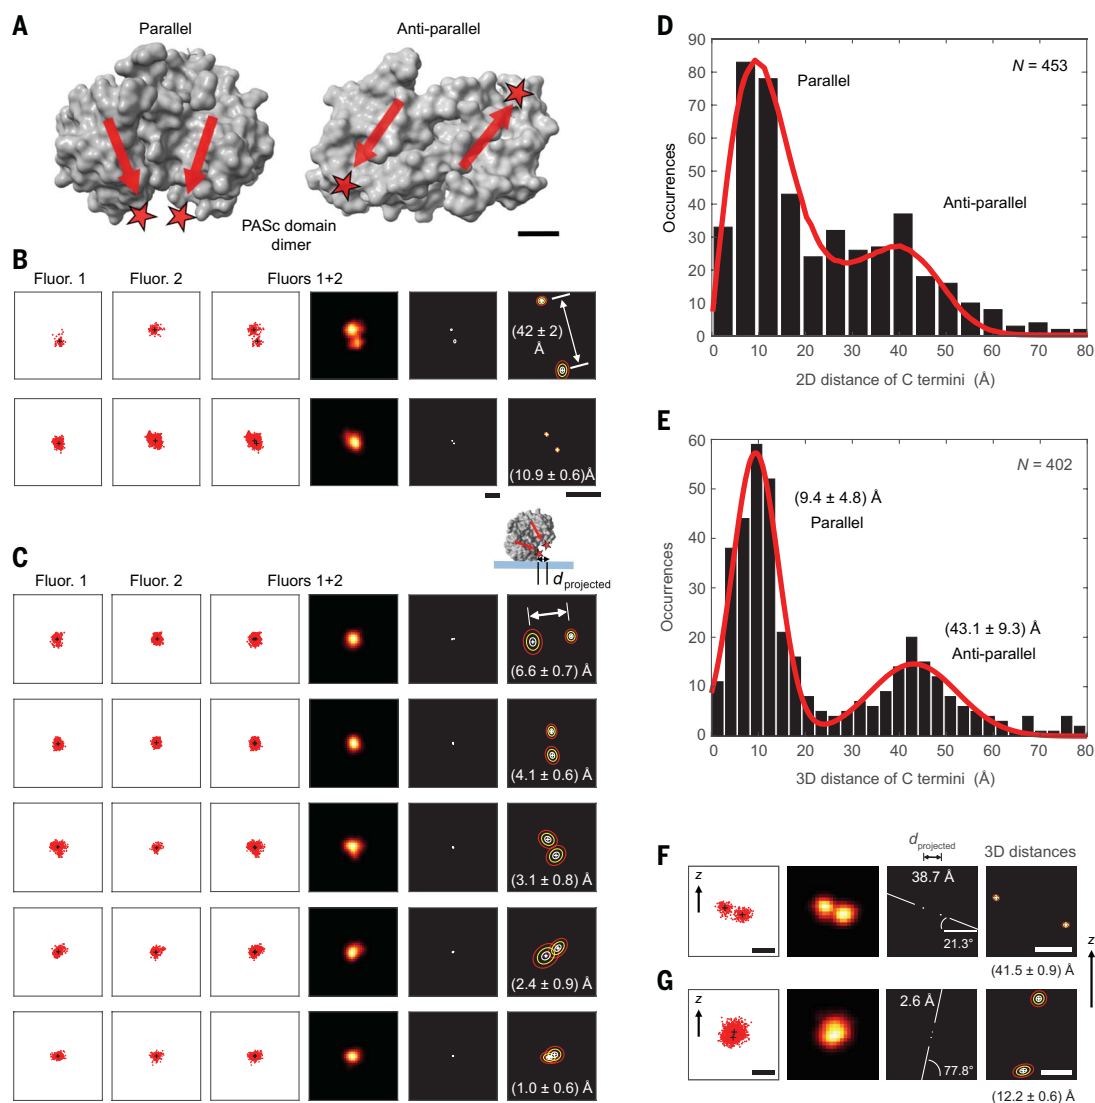 A
Parallel
Anti-parallel
PASc domain
dimer
B
Fluor. 1
Fluor. 2
Fluors 1+2
(42 ± 2)
Å
(10.9 ± 0.6)Å
C
Fluor. 1
Fluor. 2
Fluors 1+2
d projected
(6.6 ± 0.7) Å
(4.1 ± 0.6) Å
(3.1 ± 0.8) Å
(2.4 ± 0.9) Å
(1.0 ± 0.6) Å
D
90
80
70
60
50
40
30
20
10
0
Occurrences
Parallel
Anti-parallel
N = 453
0 10 20 30 40 50 60 70 80
2D distance of C termini (Å)
E
60
50
40
30
20
10
0
Occurrences
N = 402
(9.4 ± 4.8) Å
Parallel
(43.1 ± 9.3) Å
Anti-parallel
0 10 20 30 40 50 60 70 80
3D distance of C termini (Å)
F
d projected
3D distances
z
38.7 Å
21.3°
(41.5 ± 0.9) Å
z
G
z
2.6 Å
77.8°
(12.2 ± 0.6) Å